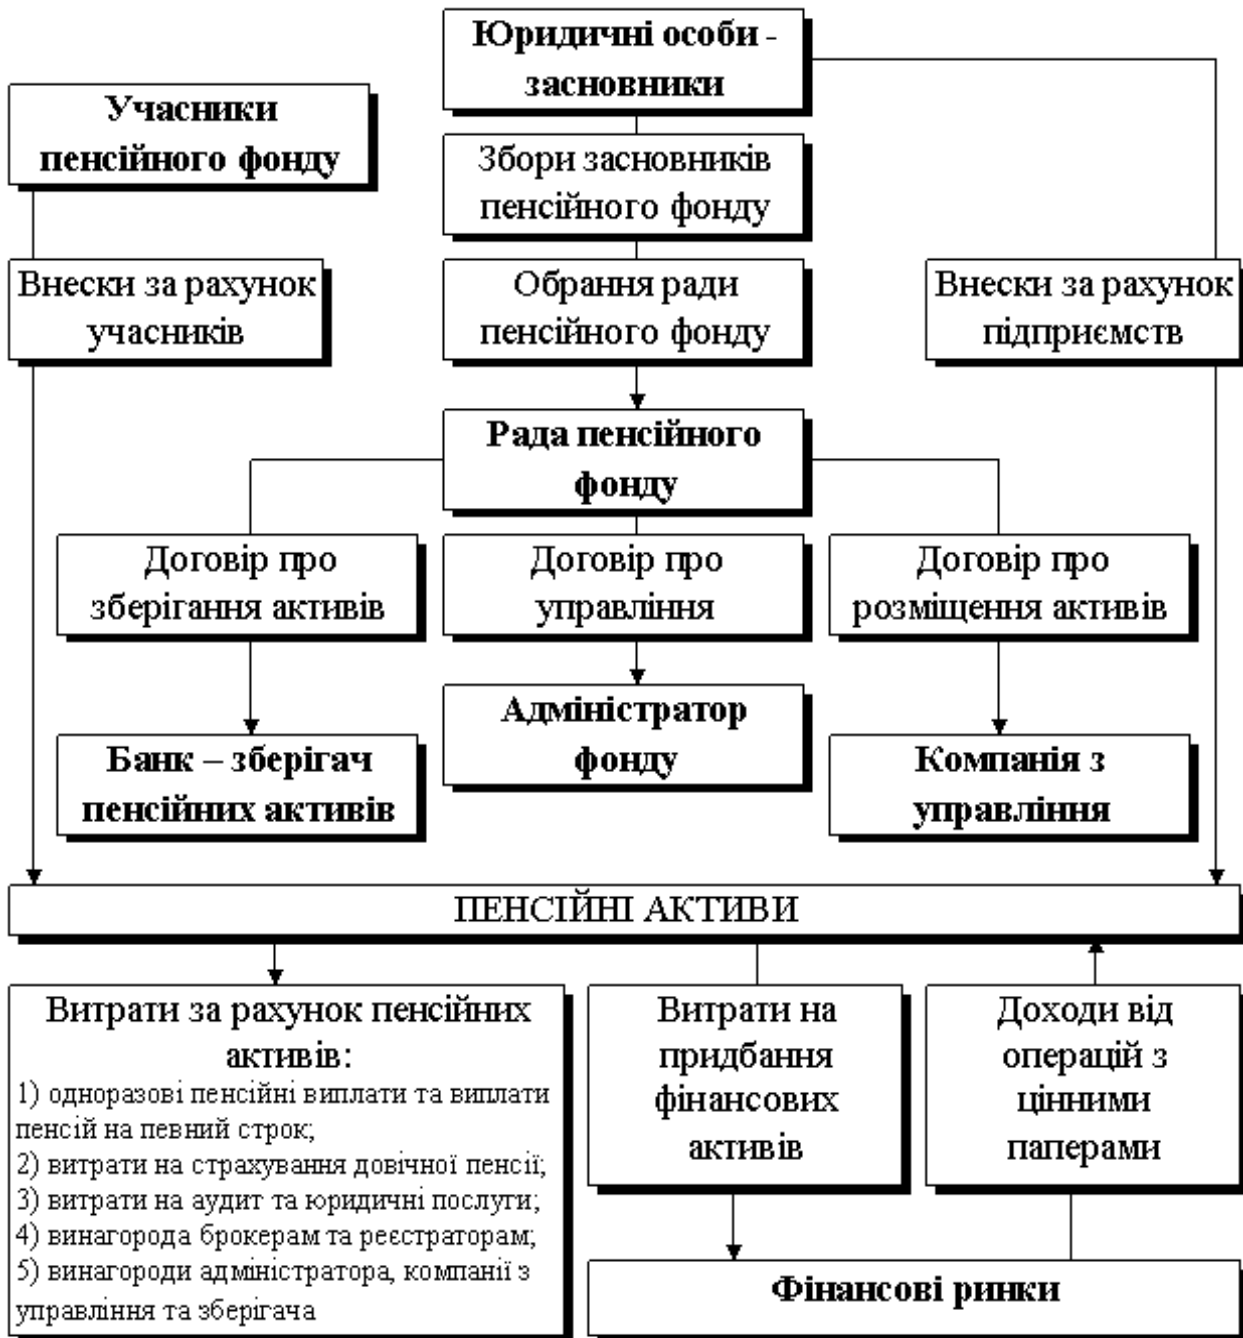 Юридичні особи -
засновники
Учасники
пенсійного фонду
Збори засновників
пенсійного фонду
Внески за рахунок
учасників
Обрання ради
пенсійного фонду
Внески за рахунок
підприємств
Рада пенсійного
фонду
Договір про
зберігання активів
Договір про
управління
Договір про
розміщення активів
Адміністратор
фонду
Банк – зберігач
пенсійних активів
Компанія з
управління
ПЕНСІЙНІ АКТИВИ
Витрати за рахунок пенсійних
активів:
1) одноразові пенсійні виплати та виплати
пенсій на певний строк;
2) витрати на страхування довічної пенсії;
3) витрати на аудит та юридичні послуги;
4) винагорода брокерам та реєстраторам;
5) винагороди адміністратора, компанії з
управління та зберігача
Витрати на
придбання
фінансових
активів
Доходи від
операцій з
цінними
паперами
Фінансові ринки